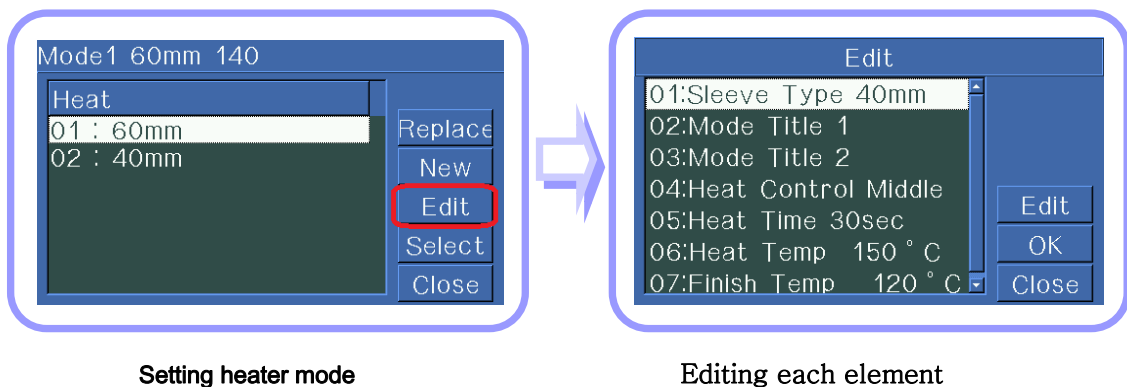 Mode1 60mm 140
Heat
01 : 60mm
02 : 40mm
Replace
New
Edit
Select
Close
Edit
01:Sleeve Type 40mm
02:Mode Title 1
03:Mode Title 2
04:Heat Control Middle
05:Heat Time 30sec
06:Heat Temp 150˚C
07:Finish Temp 120˚C
Edit
OK
Close
Setting heater mode
Editing each element